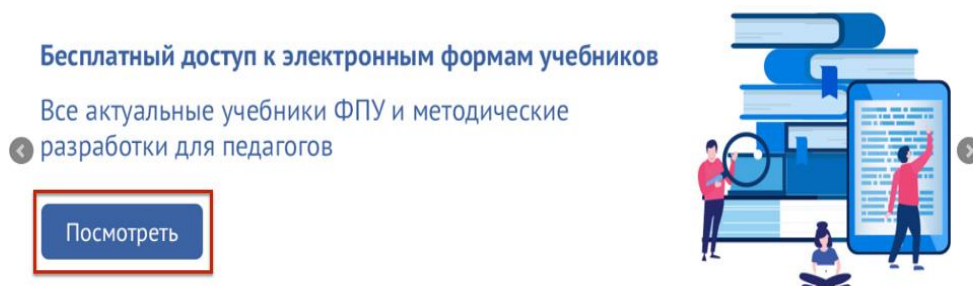 Бесплатный доступ к электронным формам учебников
Все актуальные учебники ФПУ и методические
разработки для педагогов
Посмотреть